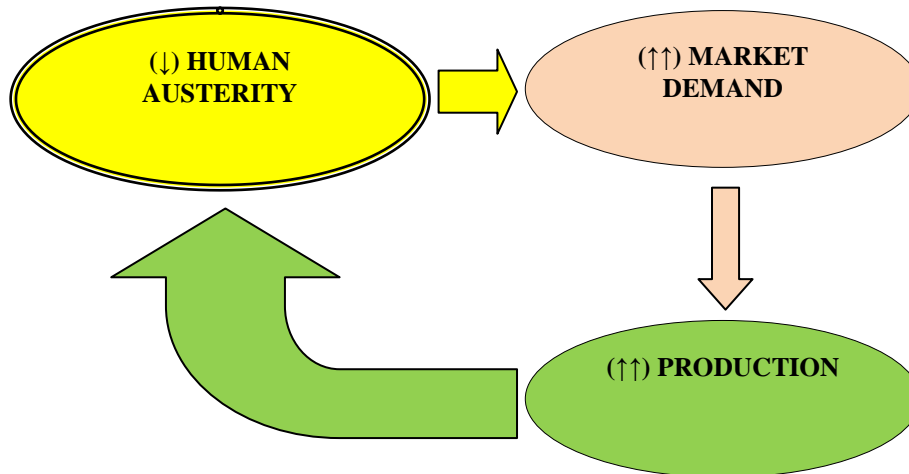 (↓) HUMAN
AUSTERITY
(↑↑) MARKET
DEMAND
(↑↑) PRODUCTION